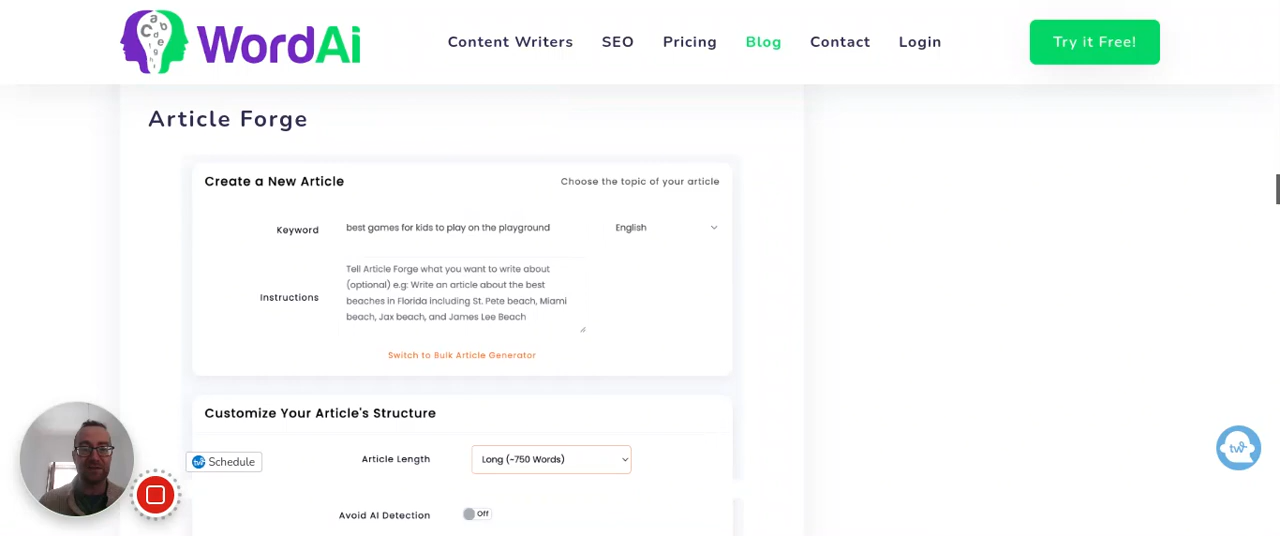 WordAi
Content Writers SEO Pricing Blog Contact Login
Try it Free!
Article Forge
Create a New Article
Choose the topic of your article
Keyword
best games for kids to play on the playground
English
Instructions
Tell Article Forge what you want to write about
(optional) e.g: Write an article about the best
beaches in Florida including St. Pete beach, Miami
beach, Jax beach, and James Lee Beach
Switch to Bulk Article Generator
Customize Your Article's Structure
Article Length
Long (~750 Words)
Schedule
Avoid AI Detection
Off